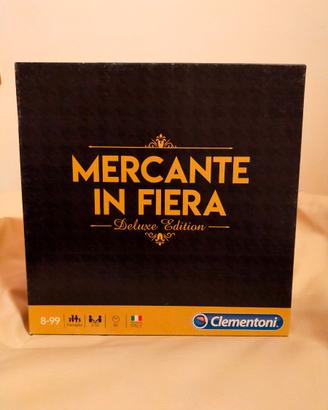 MERCANTE
IN FIERA
Deluxe Edition
8-99
Clementoni